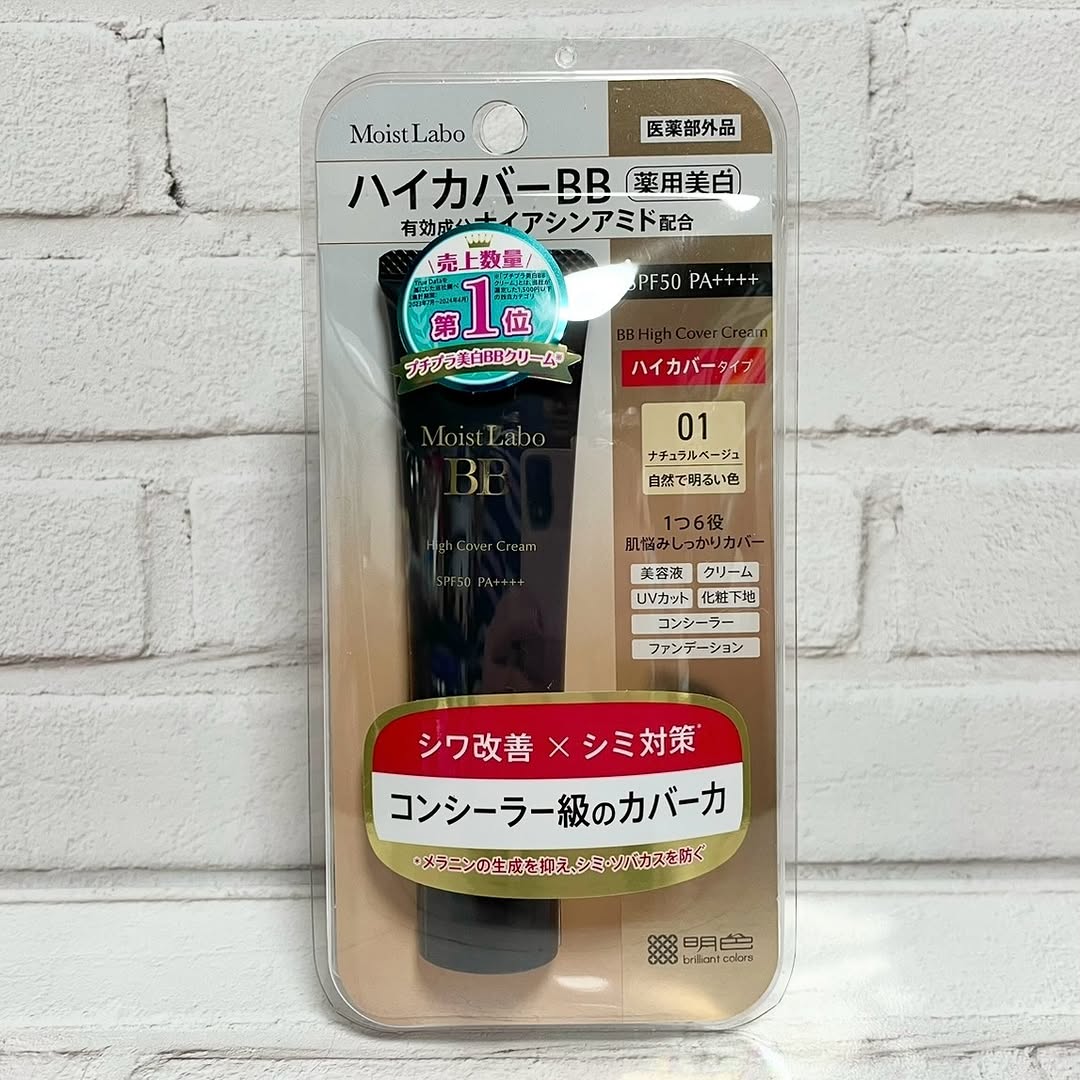 Moist Labo
医薬部外品
ハイカバーBB 薬用美白
有効成分ナイアシンアミド配合
売上数量
第1位
プチプラ美白BBクリーム※
SPF50 PA++++
BB High Cover Cream
ハイカバータイプ
01
ナチュラルベージュ
自然で明るい色
1つ6役
肌悩みしっかりカバー
美容液 クリーム
UVカット 化粧下地
コンシーラー
ファンデーション
Moist Labo
BB
High Cover Cream
SPF50 PA++++
シワ改善 × シミ対策*
コンシーラー級のカバー力
*メラニンの生成を抑え、シミ・ソバカスを防ぐ
明色
brilliant colors